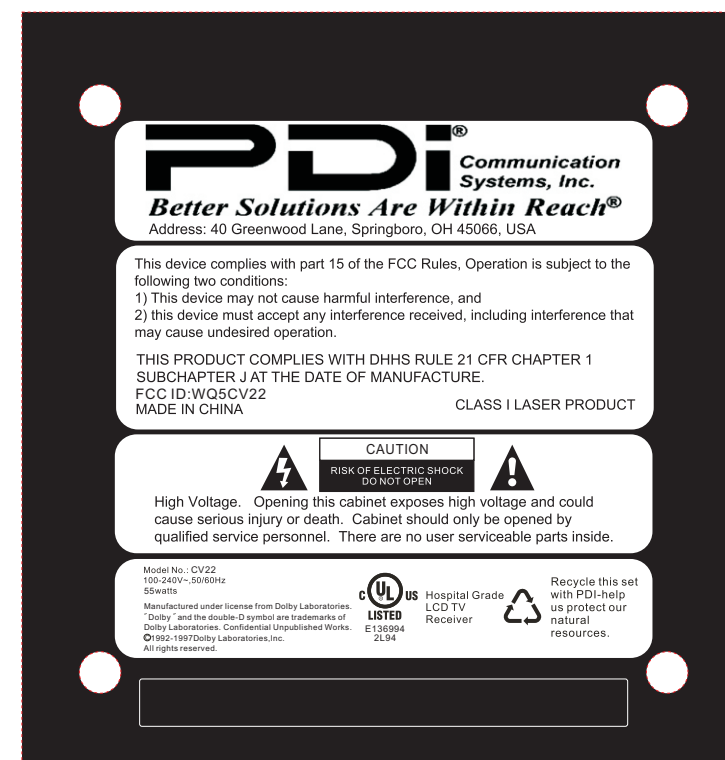 PDi®
Communication
Systems, Inc.
Better Solutions Are Within Reach®
Address: 40 Greenwood Lane, Springboro, OH 45066, USA
This device complies with part 15 of the FCC Rules, Operation is subject to the
following two conditions:
1) This device may not cause harmful interference, and
2) this device must accept any interference received, including interference that
may cause undesired operation.
THIS PRODUCT COMPLIES WITH DHHS RULE 21 CFR CHAPTER 1
SUBCHAPTER J AT THE DATE OF MANUFACTURE.
FCC ID:WQ5CV22
MADE IN CHINA
CLASS I LASER PRODUCT
CAUTION
RISK OF ELECTRIC SHOCK
DO NOT OPEN
High Voltage. Opening this cabinet exposes high voltage and could
cause serious injury or death. Cabinet should only be opened by
qualified service personnel. There are no user serviceable parts inside.
Model No.: CV22
100-240V~,50/60Hz
55watts
Manufactured under license from Dolby Laboratories.
˝Dolby˝ and the double-D symbol are trademarks of
Dolby Laboratories. Confidential Unpublished Works.
©1992-1997Dolby Laboratories,Inc.
All rights reserved.
C UL US
LISTED
E136994
2L94
Hospital Grade
LCD TV
Receiver
Recycle this set
with PDI-help
us protect our
natural
resources.